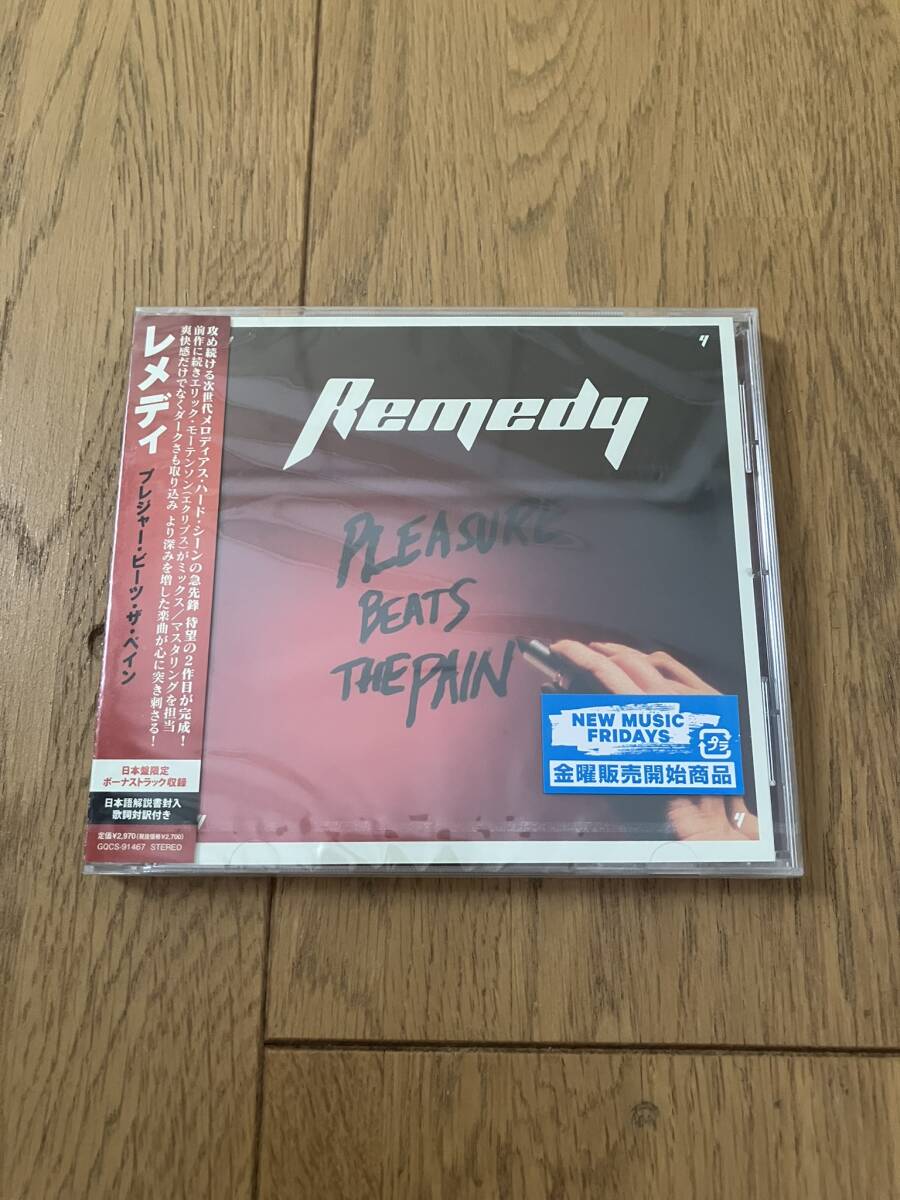 レメディ
プレジャー・ビーツ・ザ・ペイン
攻め続ける次世代メロディアス・ハード・シーンの急先鋒 待望の2作目が完成!
前作に続きエリック・モーテンソン(エクリプス)がミックス/マスタリングを担当
爽快感だけでなくダークさも取り込み より深みを増した楽曲が心に突き刺さる!
日本盤限定
ボーナストラック収録
日本語解説書封入
歌詞対訳付き
定価¥2,970(税抜価格¥2,700)
GQCS-91467 STEREO
Remedy
PLEASURE
BEATS
THE PAIN
NEW MUSIC
FRIDAYS
プラ
金曜販売開始商品